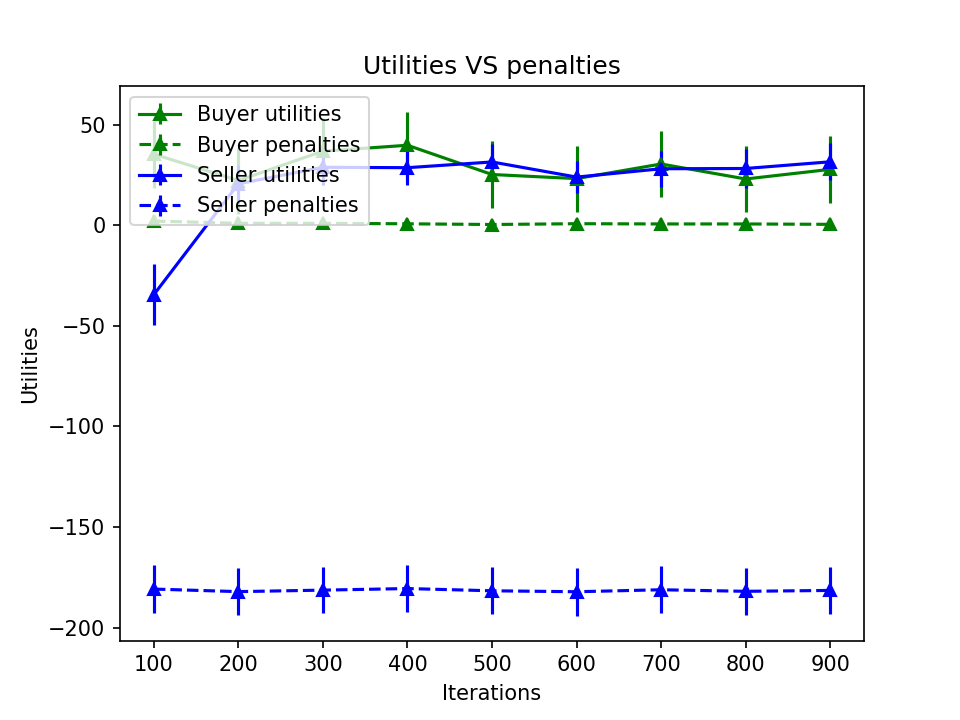 Utilities VS penalties
Buyer utilities
Buyer penalties
Seller utilities
Seller penalties
50
0
−50
−100
−150
−200
Utilities
100 200 300 400 500 600 700 800 900
Iterations